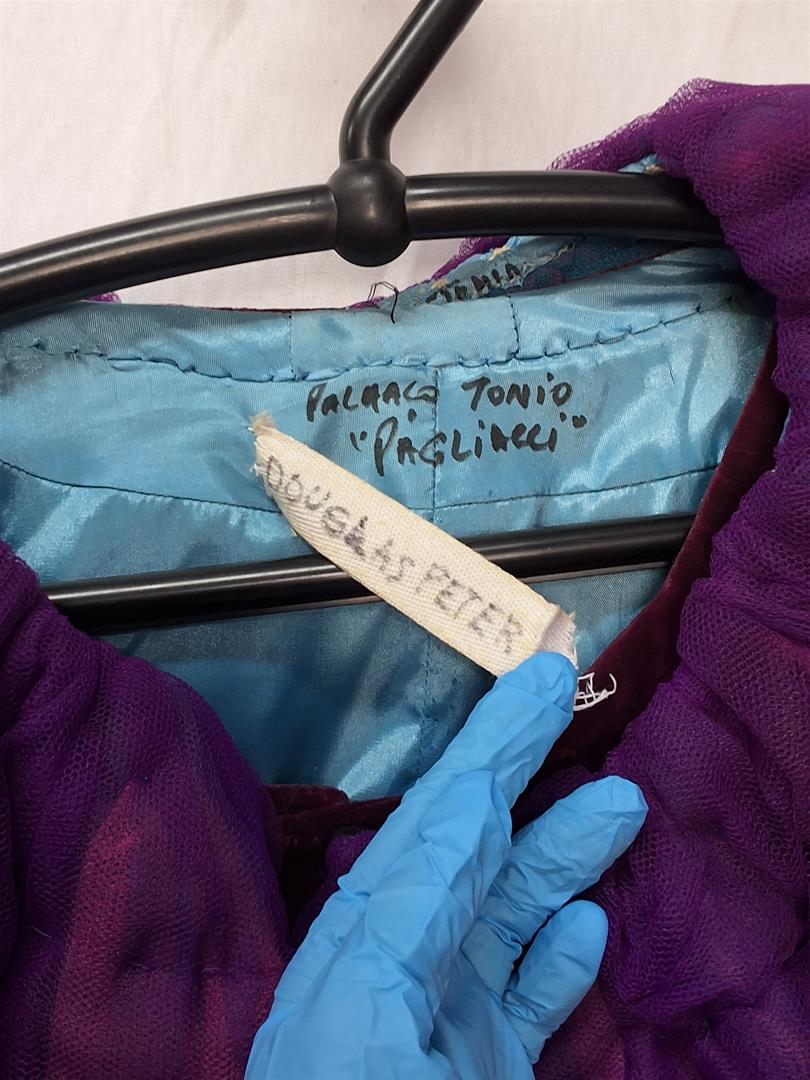 PALHAÇO TONIO
"PAGLIACCI"
DOUGLAS PETER